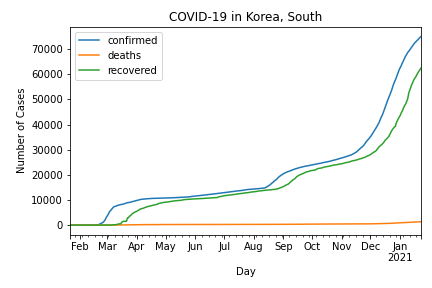 COVID-19 in Korea, South
confirmed
deaths
recovered
Number of Cases
70000
60000
50000
40000
30000
20000
10000
0
Feb Mar Apr May Jun Jul Aug Sep Oct Nov Dec Jan
2021
Day